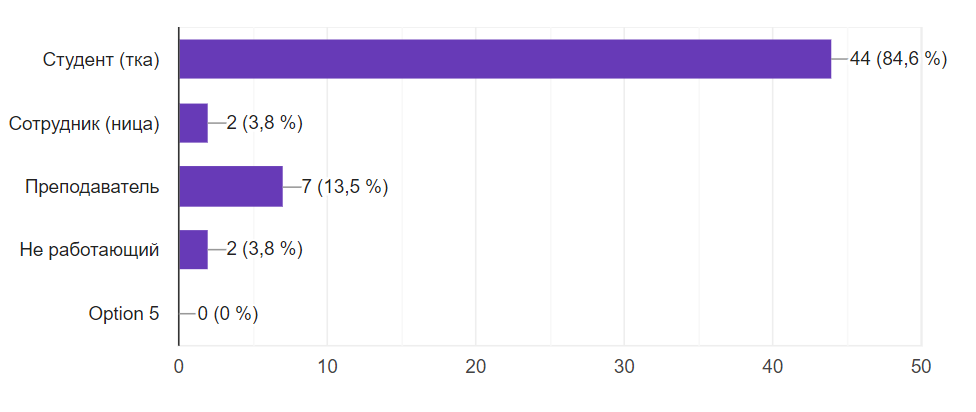 Студент (тка) 44 (84,6 %)
Сотрудник (ница) 2 (3,8 %)
Преподаватель 7 (13,5 %)
Не работающий 2 (3,8 %)
Option 5 0 (0 %)
0 10 20 30 40 50